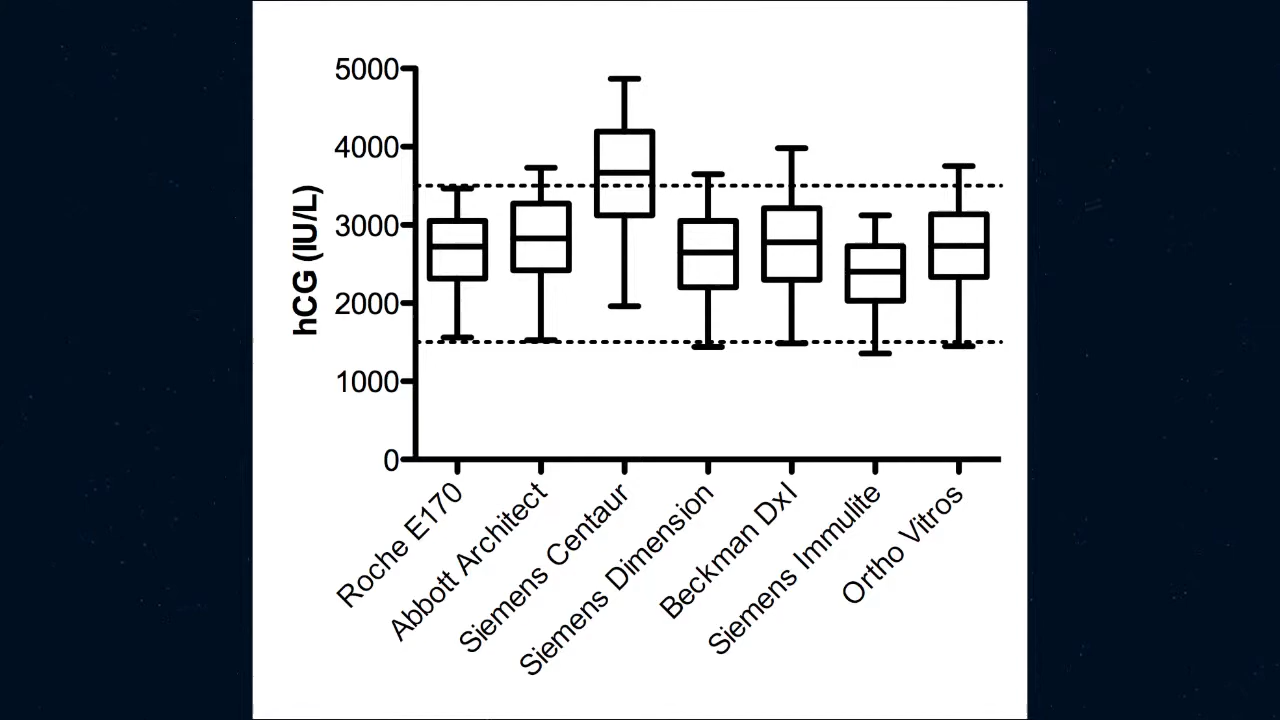 5000
4000
3000
2000
1000
0
hCG (IU/L)
Roche E170
Abbott Architect
Siemens Centaur
Siemens Dimension
Beckman DxI
Siemens Immulite
Ortho Vitros